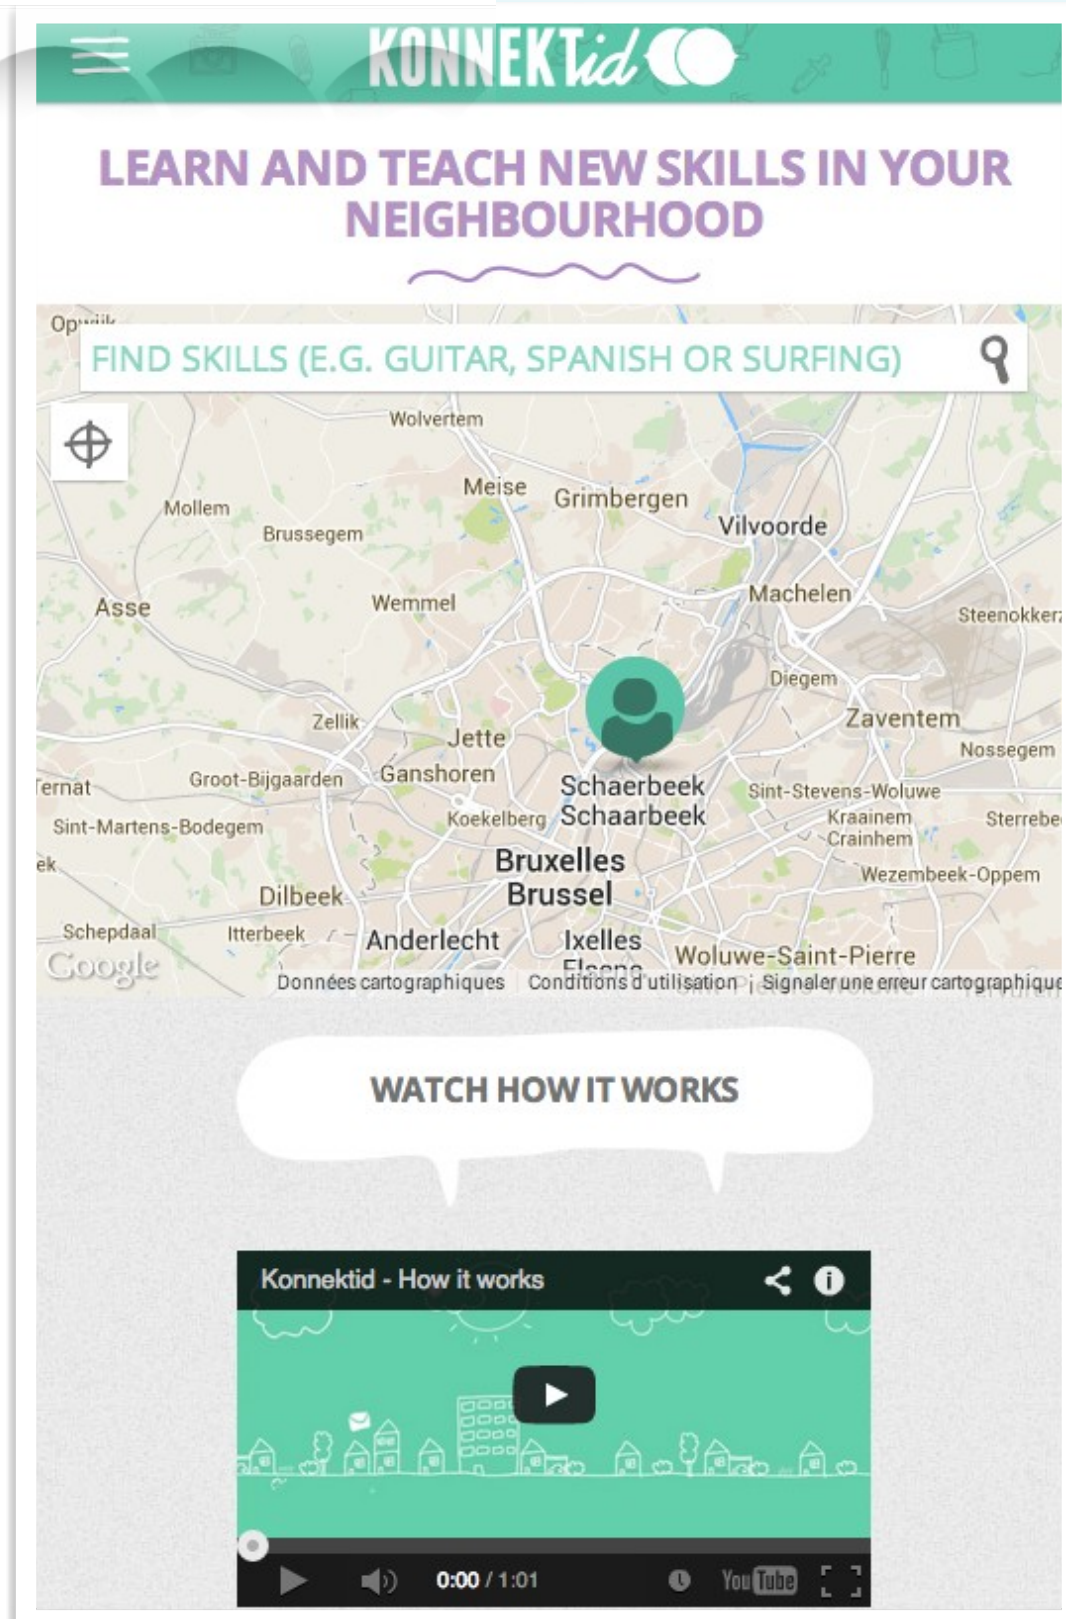 KONNEKTid
LEARN AND TEACH NEW SKILLS IN YOUR
NEIGHBOURHOOD
Opwijk
FIND SKILLS (E.G. GUITAR, SPANISH OR SURFING)
Wolvertem
Meise
Grimbergen
Mollem
Vilvoorde
Brussegem
Machelen
Asse
Wemmel
Steenokkerz
Diegem
Zellik
Zaventem
Jette
Nossegem
Ganshoren
Groot-Bijgaarden
Ternat
Schaerbeek
Schaarbeek
Sint-Stevens-Woluwe
Koekelberg
Kraainem
Crainhem
Sterrebe
Sint-Martens-Bodegem
ek
Bruxelles
Brussel
Wezembeek-Oppem
Dilbeek
Schepdaal
Itterbeek
Anderlecht
Ixelles
Elsene
Woluwe-Saint-Pierre
Google
Données cartographiques Conditions d'utilisation Signaler une erreur cartographique
WATCH HOW IT WORKS
Konnektid - How it works
0:00 / 1:01
YouTube